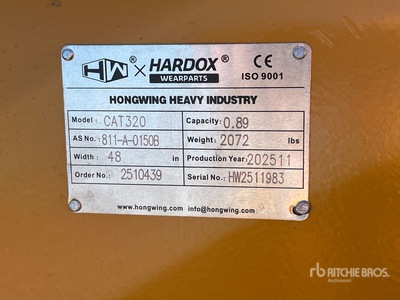 HW® × HARDOX® CE
WEARPARTS ISO 9001
HONGWING HEAVY INDUSTRY
Model: CAT320 Capacity: 0.89
AS No.: 811-A-0150B Weight: 2072 lbs
Width: 48 in Production Year: 202511
Order No.: 2510439 Serial No.: HW2511983
www.hongwing.com info@hongwing.com
rb RITCHIE BROS.
Auctioneers